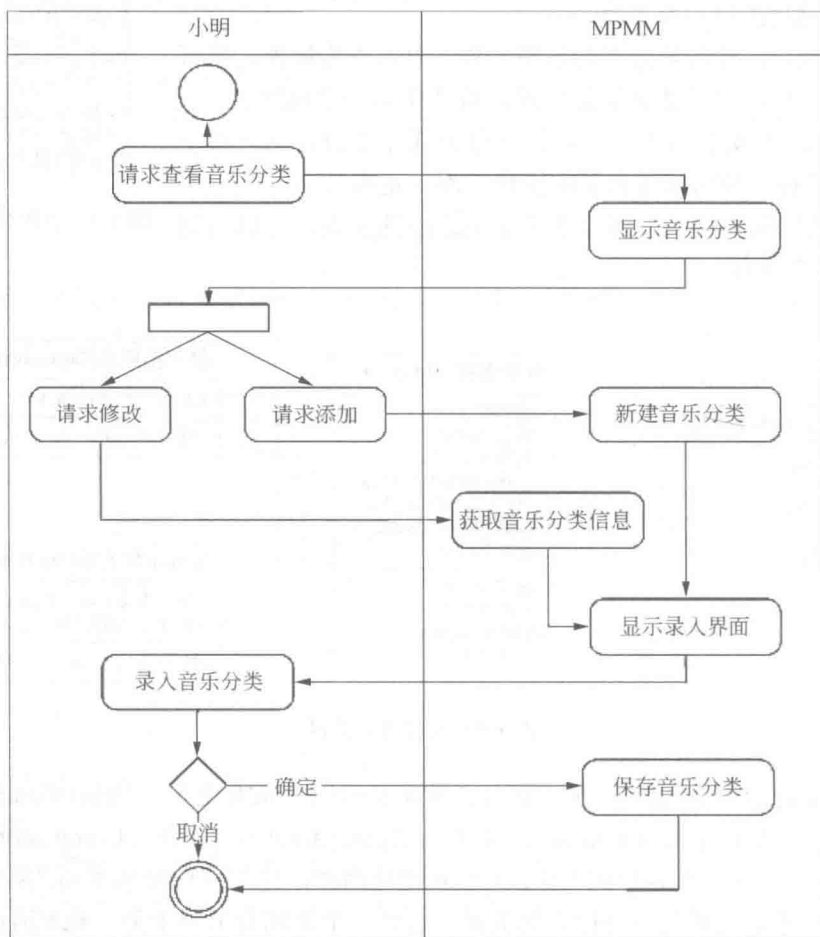 小明
MPMM
请求查看音乐分类
显示音乐分类
请求修改
请求添加
新建音乐分类
获取音乐分类信息
显示录入界面
录入音乐分类
确定
保存音乐分类
取消